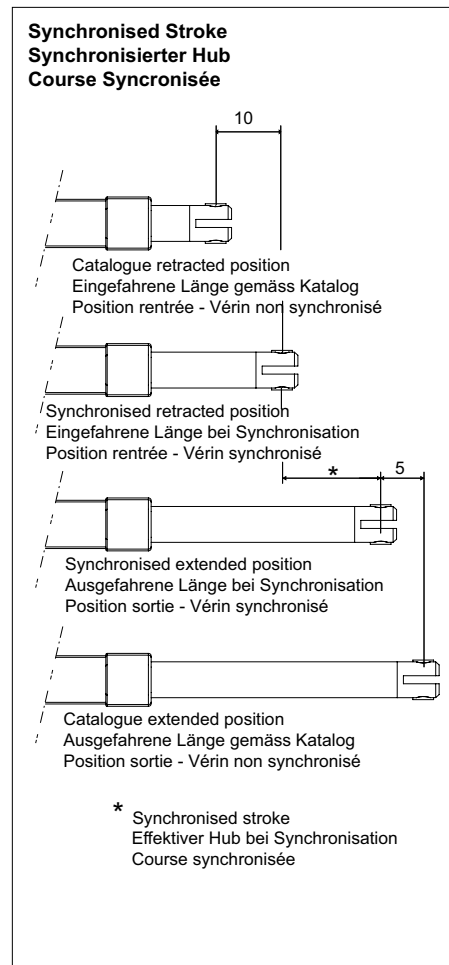 Synchronised Stroke
Synchronisierter Hub
Course Syncronisée
10
Catalogue retracted position
Eingefahrene Länge gemäss Katalog
Position rentrée - Vérin non synchronisé
Synchronised retracted position
Eingefahrene Länge bei Synchronisation
Position rentrée - Vérin synchronisé
* 5
Synchronised extended position
Ausgefahrene Länge bei Synchronisation
Position sortie - Vérin synchronisé
Catalogue extended position
Ausgefahrene Länge gemäss Katalog
Position sortie - Vérin non synchronisé
* Synchronised stroke
Effektiver Hub bei Synchronisation
Course synchronisée